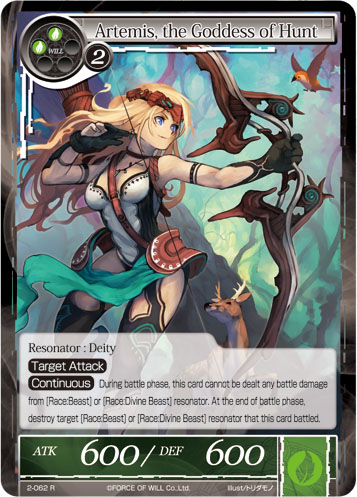 Artemis, the Goddess of Hunt
WILL
2
Resonator : Deity
Target Attack
Continuous During battle phase, this card cannot be dealt any battle damage
from [Race:Beast] or [Race:Divine Beast] resonator. At the end of battle phase,
destroy target [Race:Beast] or [Race:Divine Beast] resonator that this card battled.
ATK 600 / DEF 600
2-062 R ©FORCE OF WILL Co.,Ltd. Illust/トリダモノ